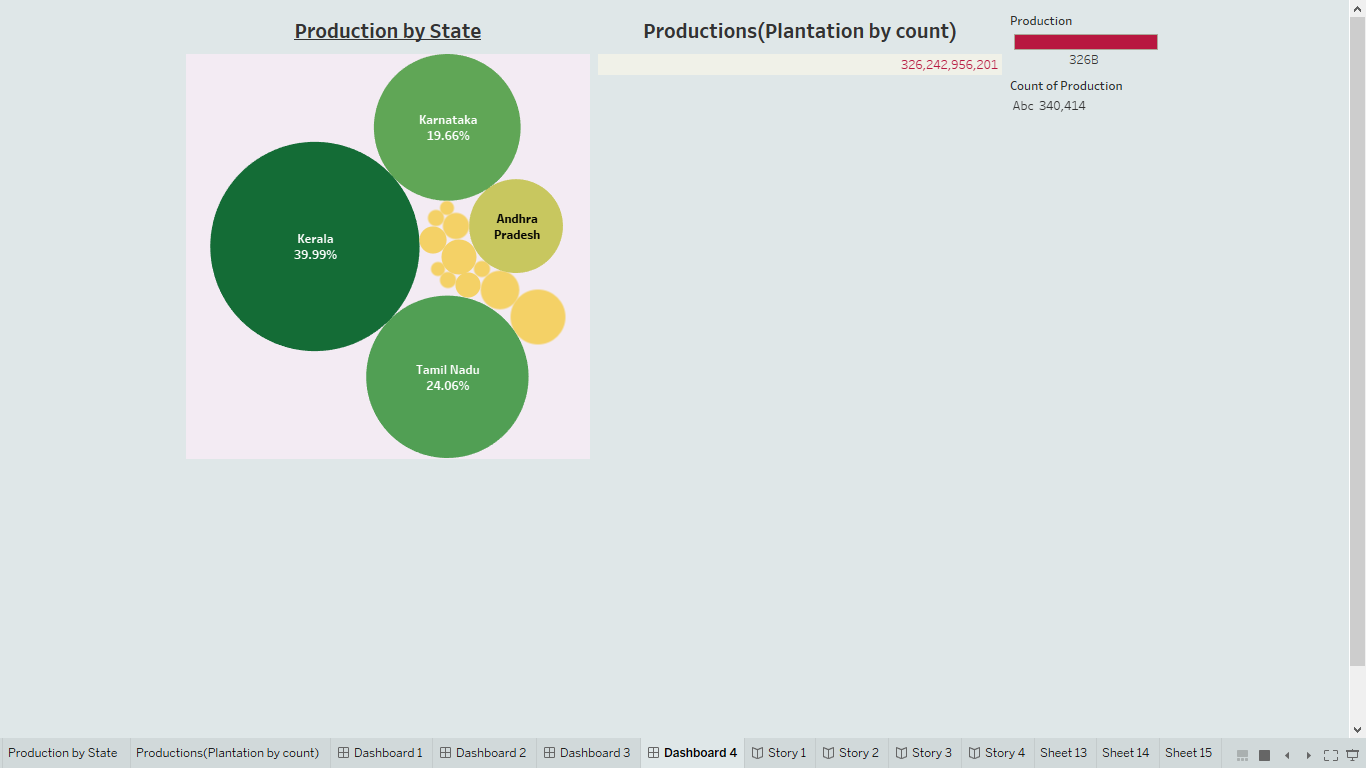 Production by State
Productions(Plantation by count)
Production
326,242,956,201
326B
Count of Production
Abc 340,414
Karnataka
19.66%
Andhra
Pradesh
Kerala
39.99%
Tamil Nadu
24.06%
Production by State
Productions(Plantation by count)
Dashboard 1
Dashboard 2
Dashboard 3
Dashboard 4
Story 1
Story 2
Story 3
Story 4
Sheet 13
Sheet 14
Sheet 15